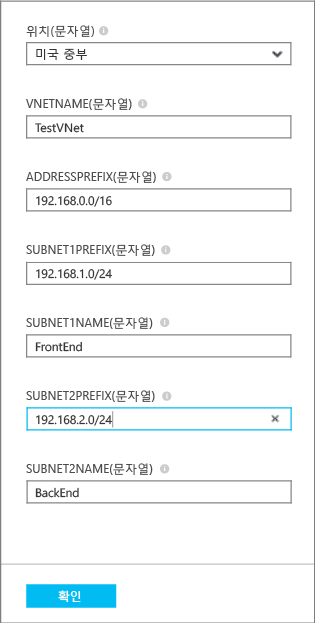 위치(문자열)
미국 중부
VNETNAME(문자열)
TestVNet
ADDRESSPREFIX(문자열)
192.168.0.0/16
SUBNET1PREFIX(문자열)
192.168.1.0/24
SUBNET1NAME(문자열)
FrontEnd
SUBNET2PREFIX(문자열)
192.168.2.0/24
SUBNET2NAME(문자열)
BackEnd
확인